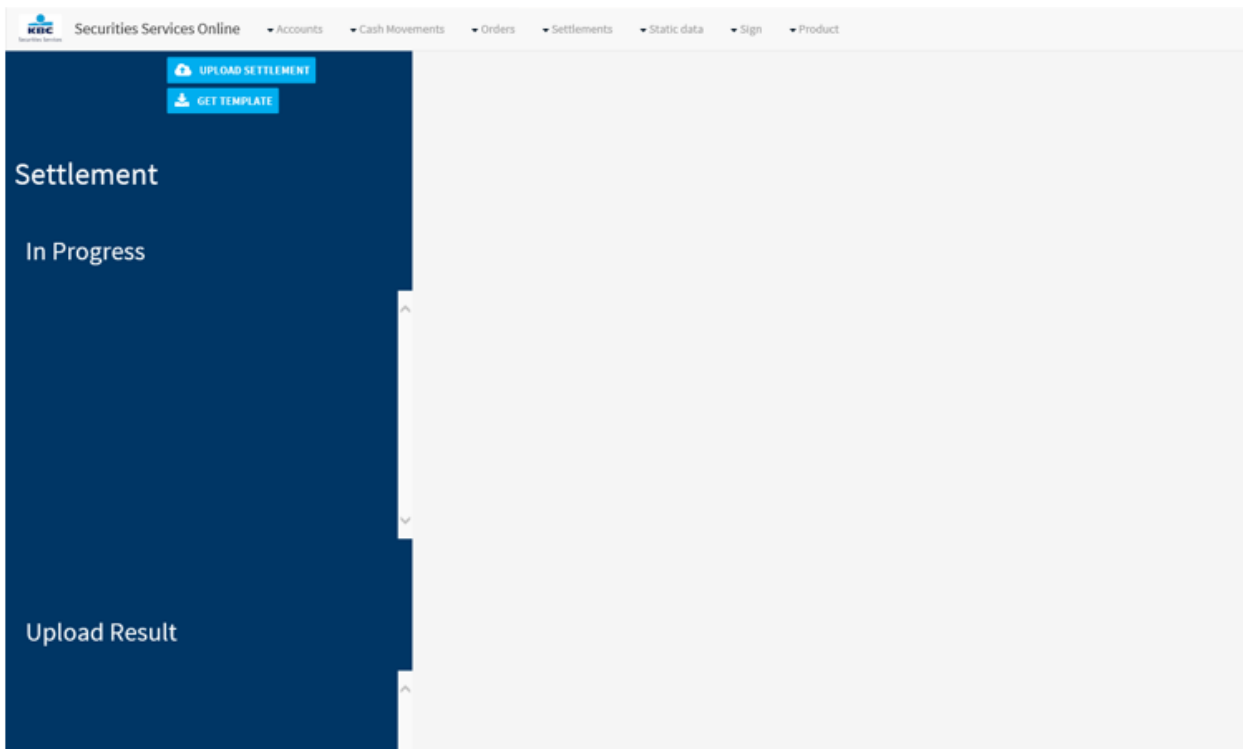 KBC
Securities Services
Securities Services Online
Accounts
Cash Movements
Orders
Settlements
Static data
Sign
Product
UPLOAD SETTLEMENT
GET TEMPLATE
Settlement
In Progress
Upload Result